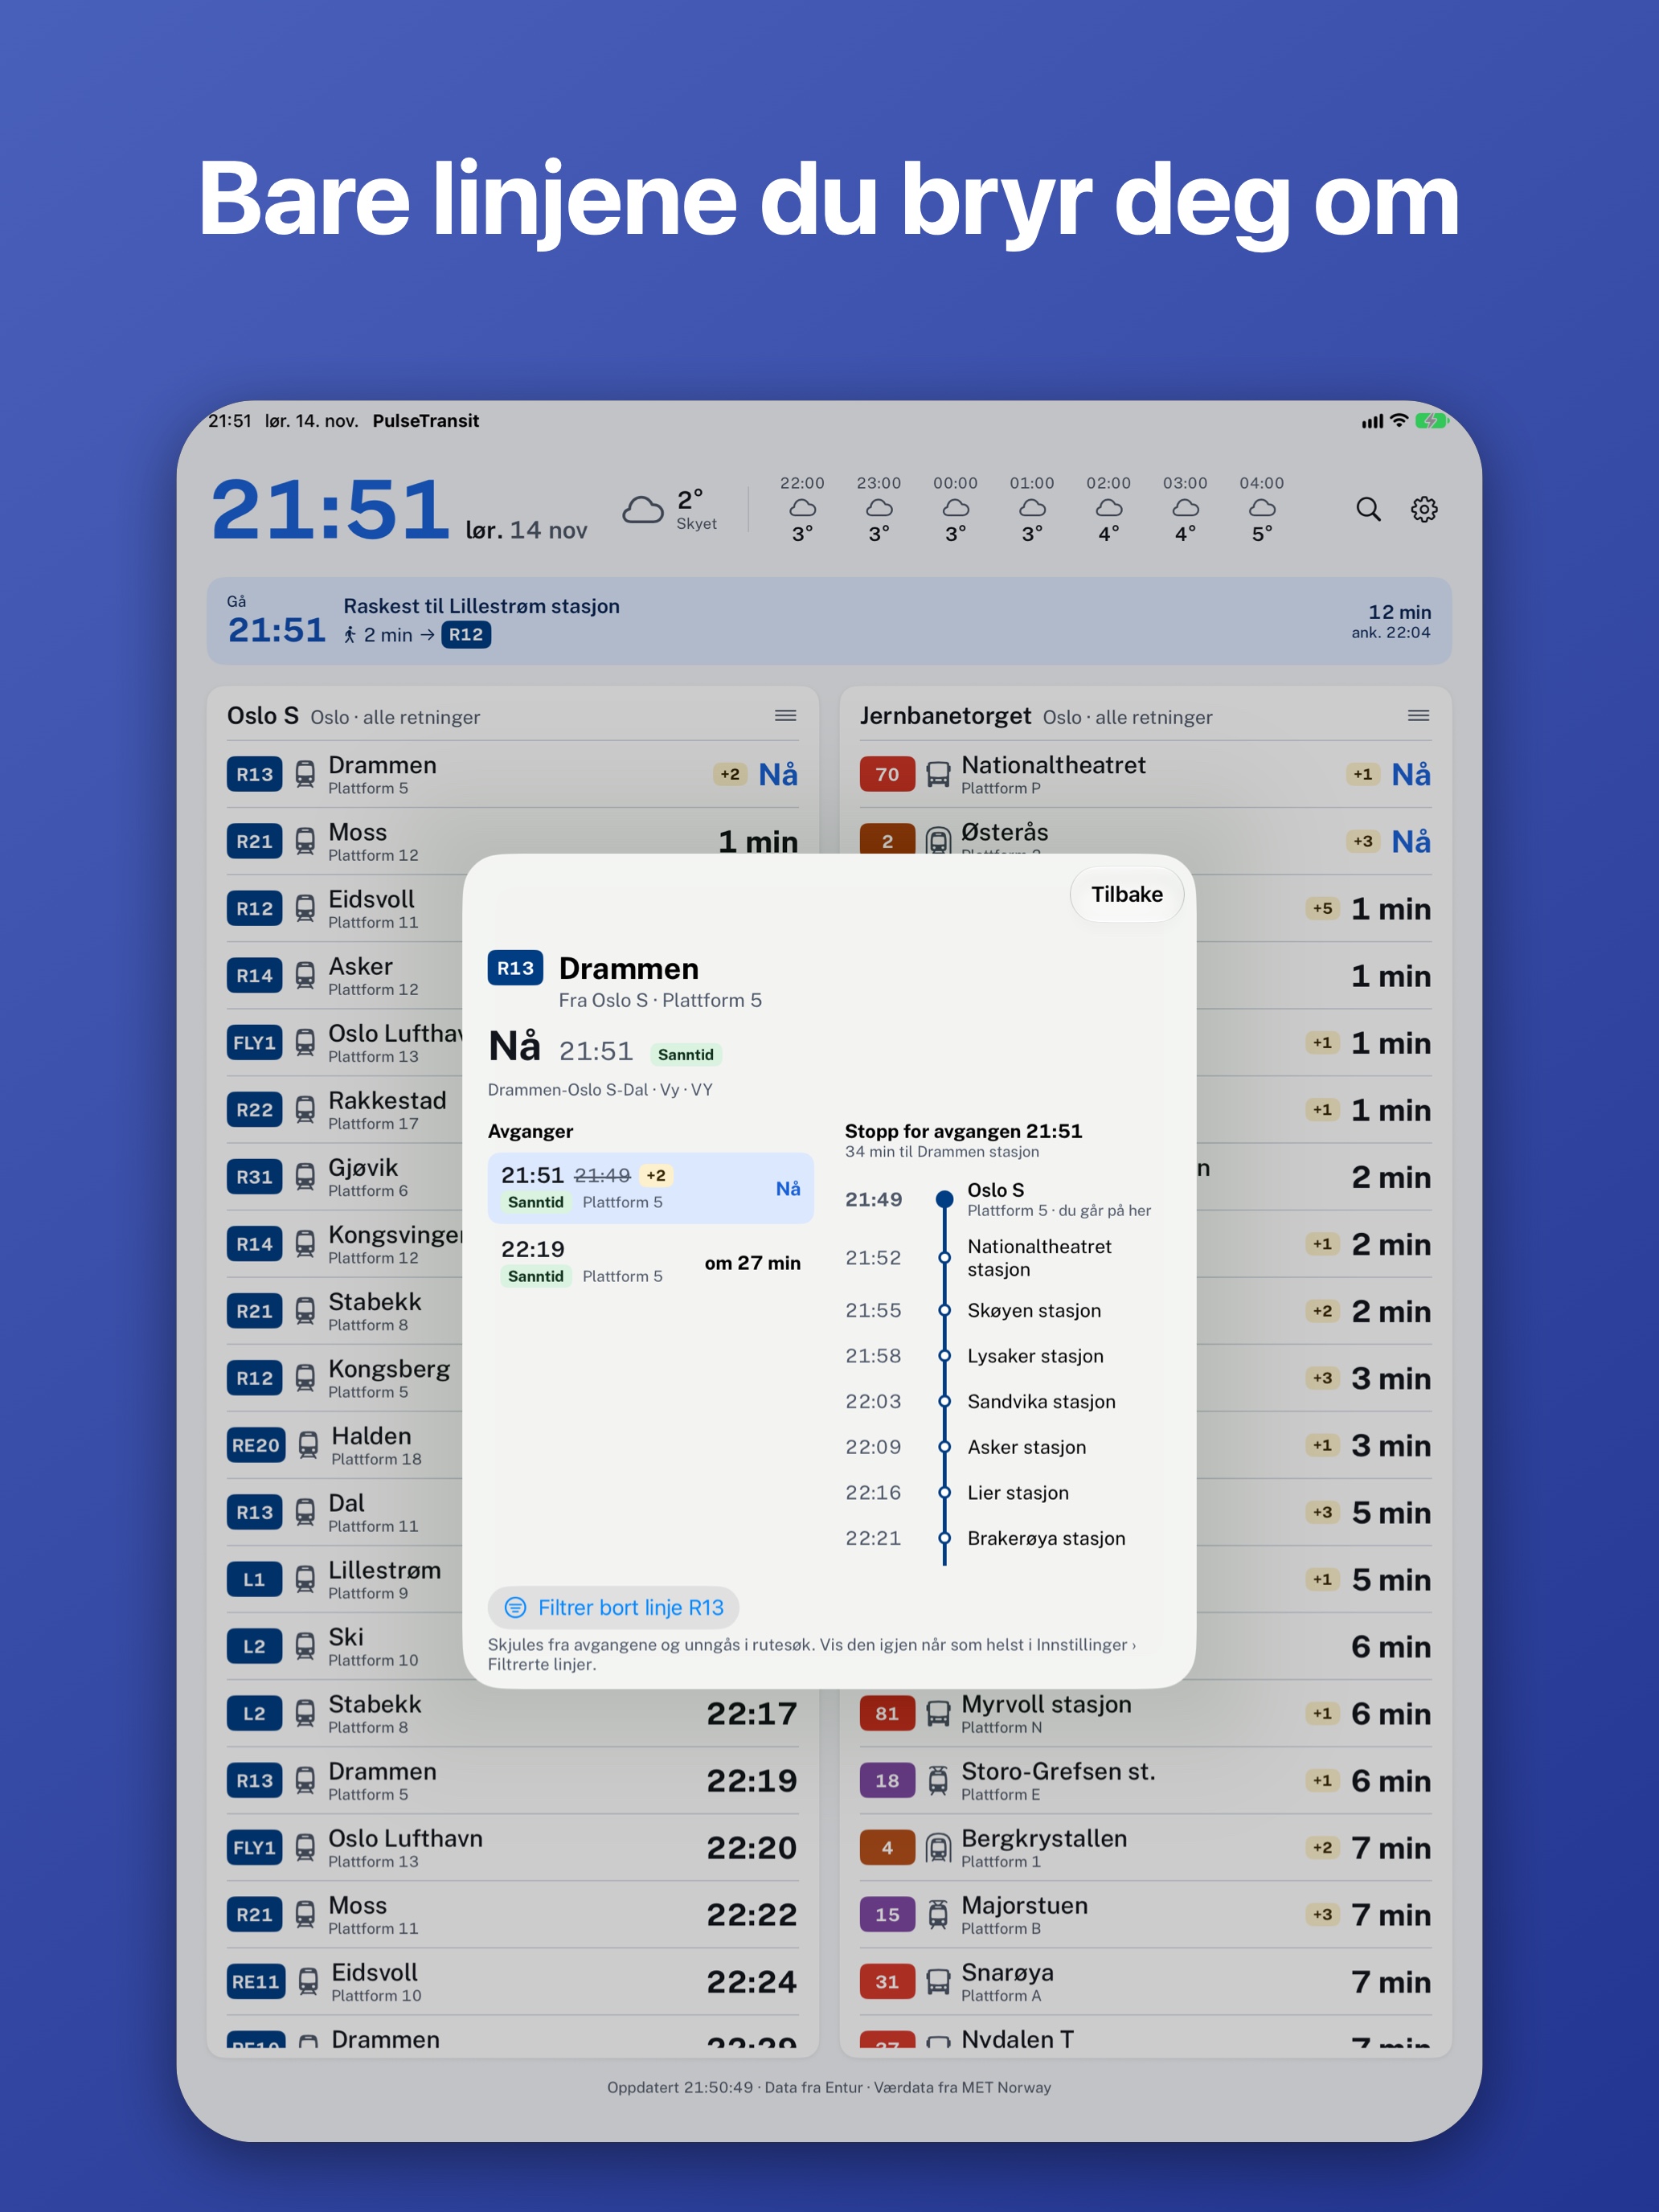 Bare linjene du bryr deg om
21:51 lør. 14. nov. PulseTransit
21:51 lør. 14 nov
2°
Skyet
22:00 23:00 00:00 01:00 02:00 03:00 04:00
3° 3° 3° 3° 4° 4° 5°
Gå
21:51
Raskest til Lillestrøm stasjon
2 min → R12
12 min
ank. 22:04
Oslo S Oslo · alle retninger
R13 Drammen +2 Nå
Plattform 5
R21 Moss 1 min
Plattform 12
R12 Eidsvoll
Plattform 11
R14 Asker
Plattform 12
FLY1 Oslo
Plattform 13
R22 Rakkestad
Plattform 17
R31 Gjøvik
Plattform 6
R14
Plattform 12
R21 Stabekk
Plattform 8
R12 Kongsberg
Plattform 5
RE20 Halden
Plattform 18
R13 Dal
Plattform 11
L1 Lillestrøm
Plattform 9
L2 Ski
Plattform 10
L2 Stabekk 22:17
Plattform 8
R13 Drammen 22:19
Plattform 5
FLY1 Oslo Lufthavn 22:20
Plattform 13
R21 Moss 22:22
Plattform 11
RE11 Eidsvoll 22:24
Plattform 10
Drammen
Jernbanetorget Oslo · alle retninger
70 Nationaltheatret +1 Nå
Plattform P
2 Østerås +3 Nå
+5 1 min
1 min
+1 1 min
+1 1 min
2 min
+1 2 min
+2 2 min
+3 3 min
+1 3 min
+3 5 min
+1 5 min
6 min
81 Myrvoll stasjon +1 6 min
Plattform N
18 Storo-Grefsen st. +1 6 min
Plattform E
4 Bergkrystallen +2 7 min
Plattform 1
15 Majorstuen +3 7 min
Plattform B
31 Snarøya 7 min
Plattform A
Nydalen T
Tilbake
R13 Drammen
Fra Oslo S · Plattform 5
Nå 21:51 Sanntid
Drammen-Oslo S-Dal · Vy · VY
Avganger
21:51 21:49 +2 Nå
Sanntid Plattform 5
22:19 om 27 min
Sanntid Plattform 5
Stopp for avgangen 21:51
34 min til Drammen stasjon
21:49 Oslo S
Plattform 5 · du går på her
21:52 Nationaltheatret
stasjon
21:55 Skøyen stasjon
21:58 Lysaker stasjon
22:03 Sandvika stasjon
22:09 Asker stasjon
22:16 Lier stasjon
22:21 Brakerøya stasjon
Filtrer bort linje R13
Skjules fra avgangene og unngås i rutesøk. Vis den igjen når som helst i Innstillinger ›
Filtrerte linjer.
Oppdatert 21:50:49 · Data fra Entur · Værdata fra MET Norway